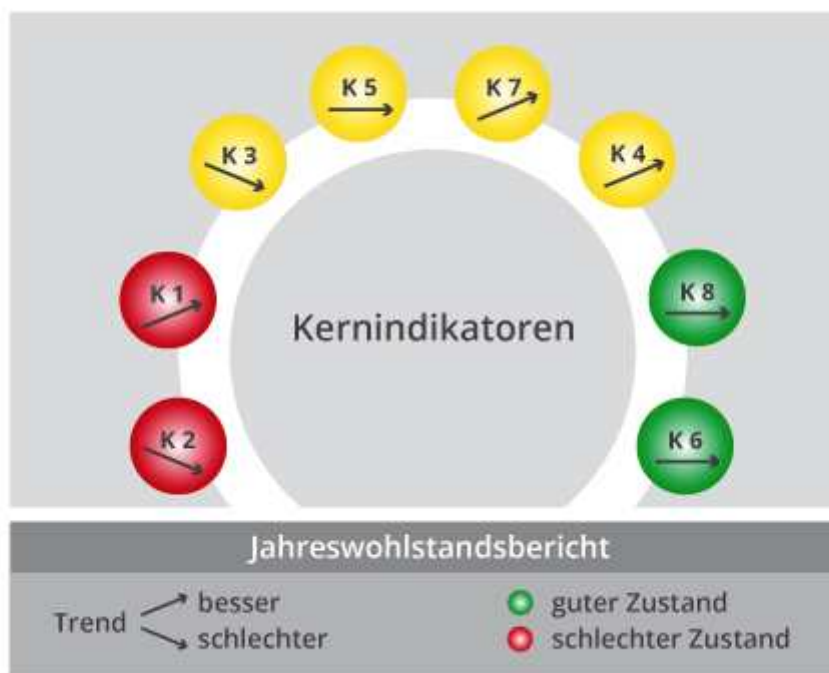 K 5
K 7
K 3
K 4
K 1
K 8
Kernindikatoren
K 2
K 6
Jahreswohlstandsbericht
Trend
besser
schlechter
guter Zustand
schlechter Zustand